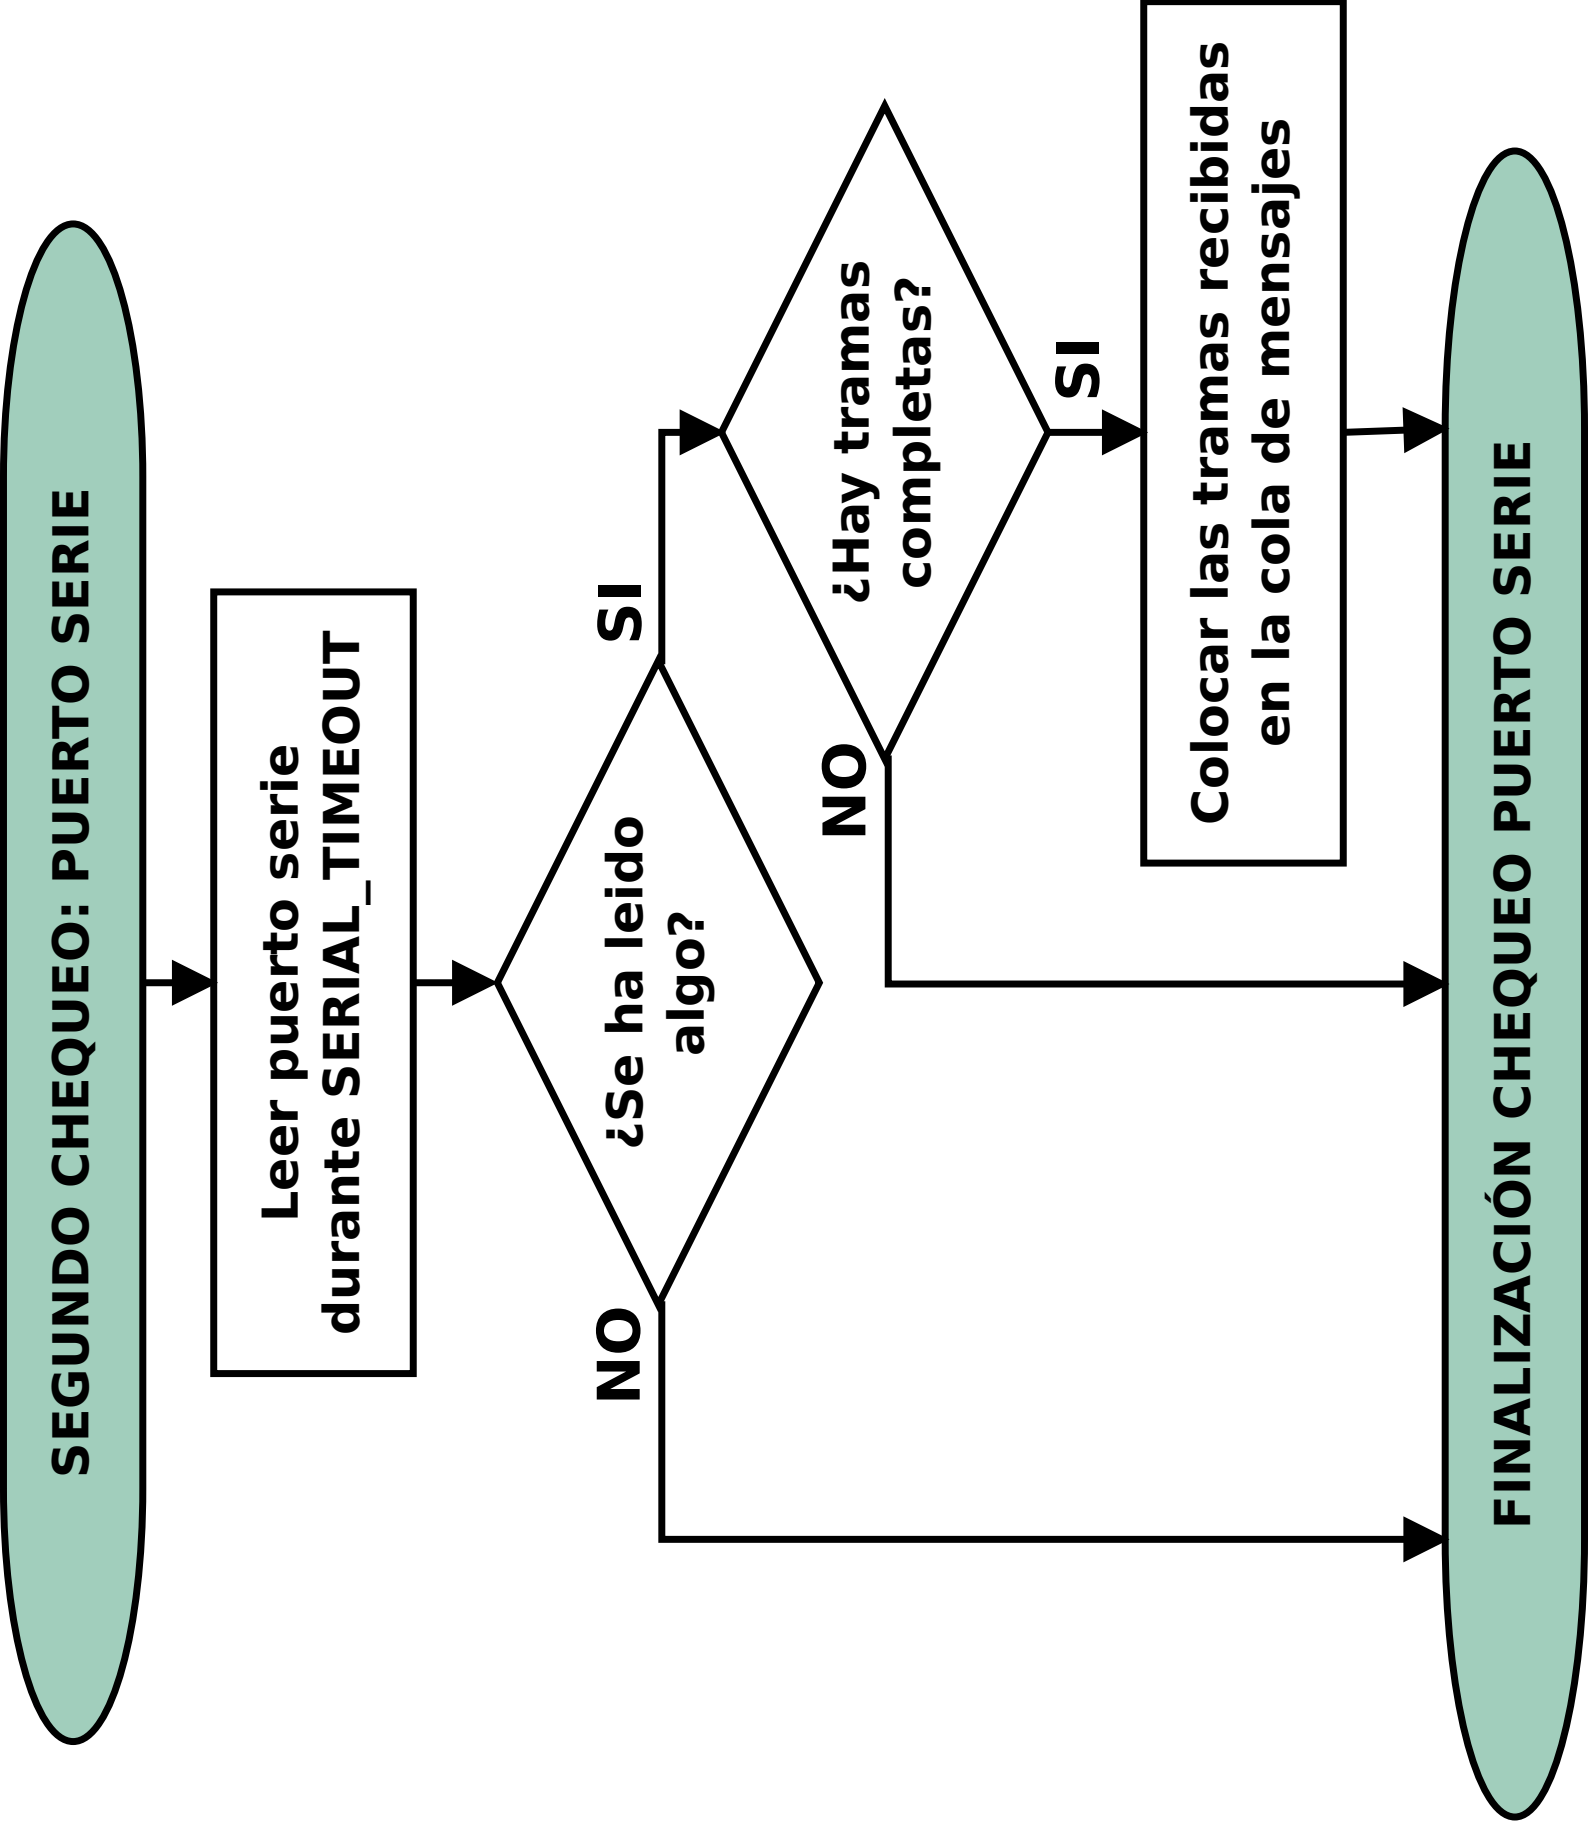 SEGUNDO CHEQUEO: PUERTO SERIE
Leer puerto serie
durante SERIAL_TIMEOUT
¿Se ha leido
algo?
NO
SI
¿Hay tramas
completas?
NO
SI
Colocar las tramas recibidas
en la cola de mensajes
FINALIZACIÓN CHEQUEO PUERTO SERIE